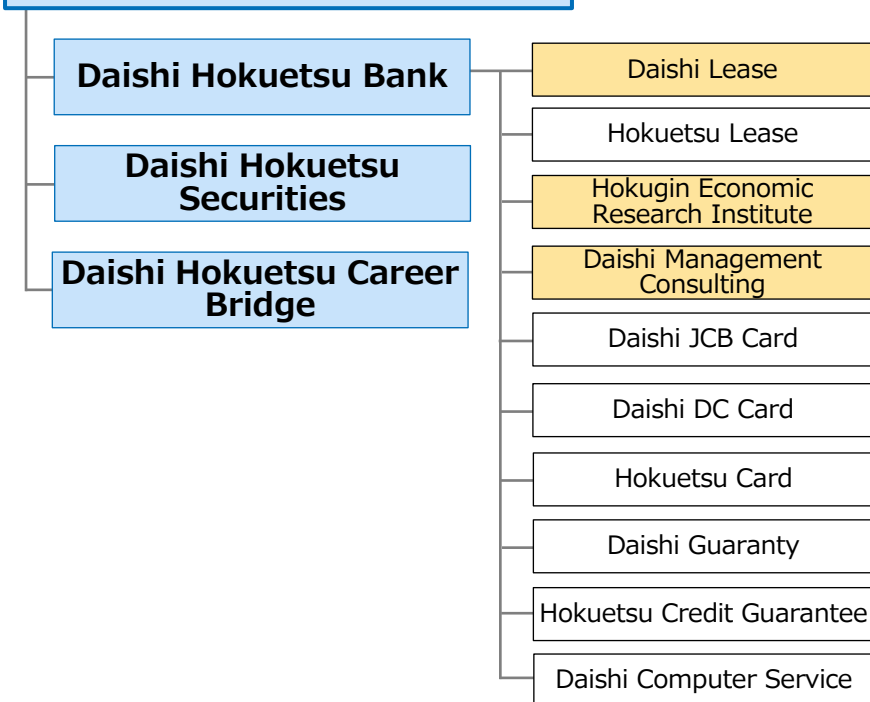 Daishi Hokuetsu Bank
Daishi Hokuetsu
Securities
Daishi Hokuetsu Career
Bridge
Daishi Lease
Hokuetsu Lease
Hokugin Economic
Research Institute
Daishi Management
Consulting
Daishi JCB Card
Daishi DC Card
Hokuetsu Card
Daishi Guaranty
Hokuetsu Credit Guarantee
Daishi Computer Service